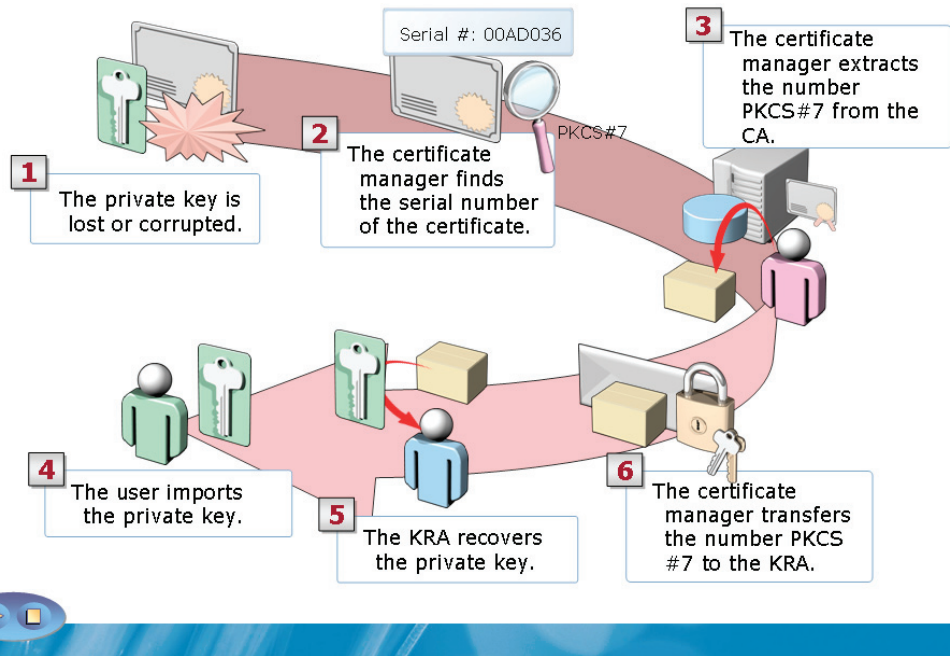 Serial #: 00AD036
PKCS#7
1
The private key is
lost or corrupted.
2
The certificate
manager finds
the serial number
of the certificate.
3
The certificate
manager extracts
the number
PKCS#7 from the
CA.
4
The user imports
the private key.
5
The KRA recovers
the private key.
6
The certificate
manager transfers
the number PKCS
#7 to the KRA.